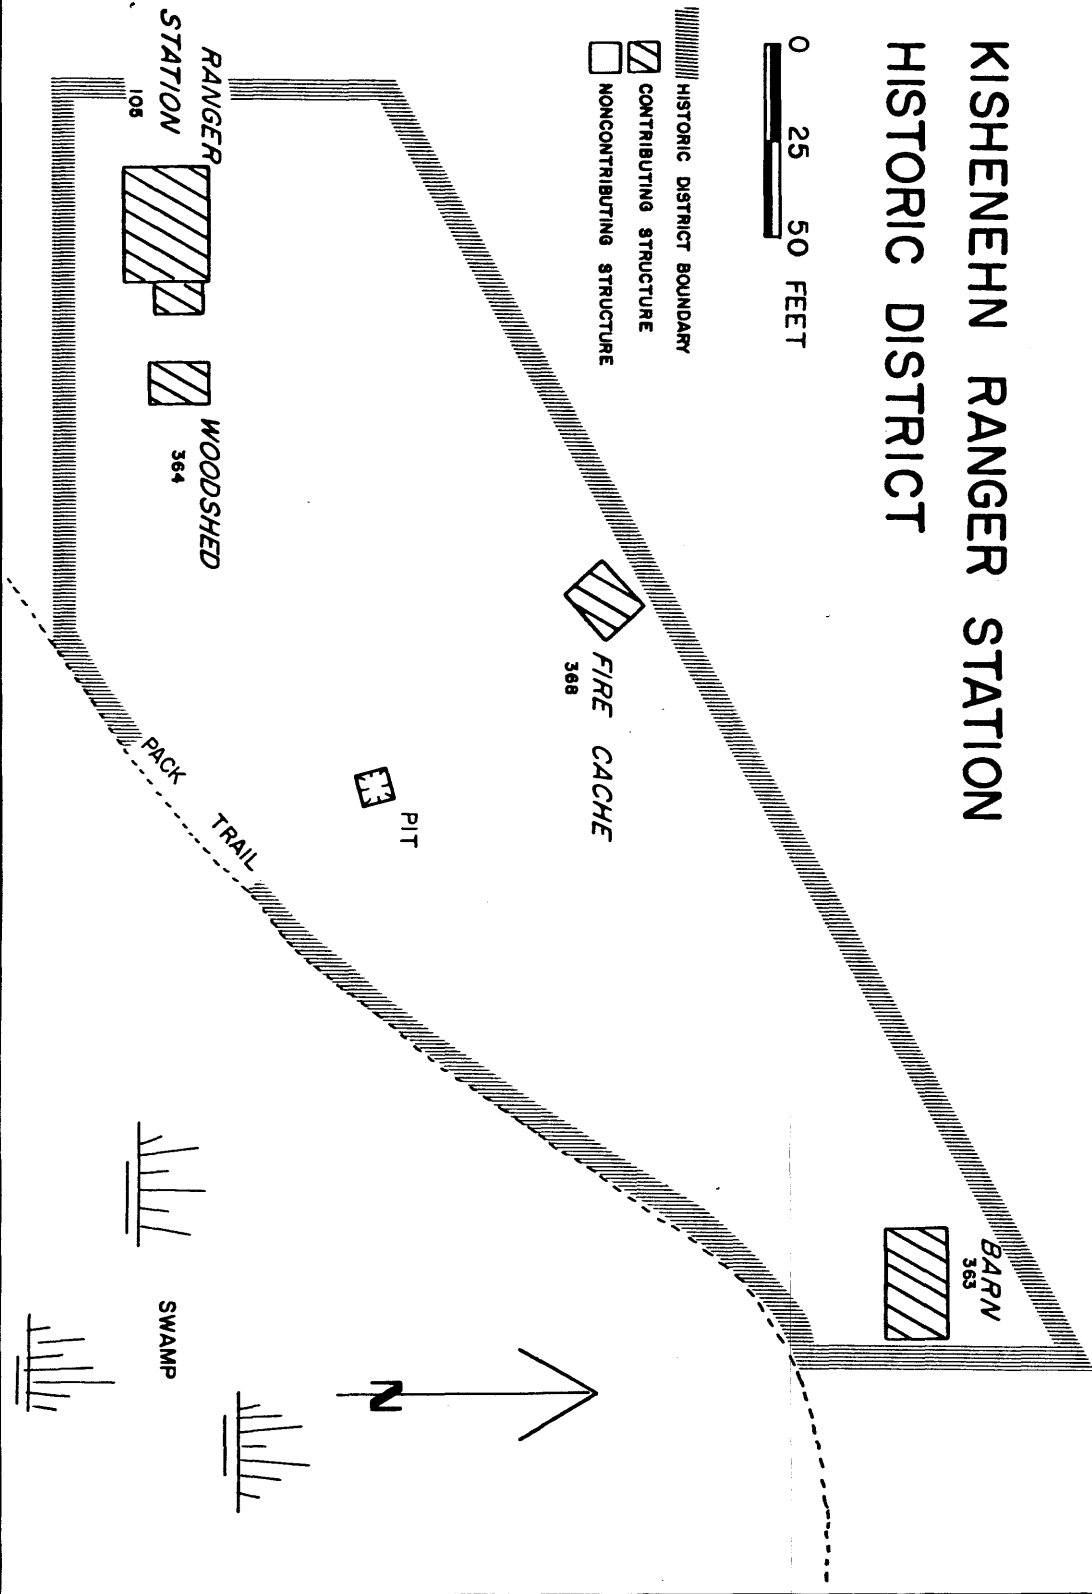 KISHENEHN RANGER STATION
HISTORIC DISTRICT
0 25 50 FEET
HISTORIC DISTRICT BOUNDARY
CONTRIBUTING STRUCTURE
NONCONTRIBUTING STRUCTURE
BARN
363
FIRE CACHE
368
PIT
RANGER
STATION
105
WOODSHED
364
PACK TRAIL
SWAMP
N